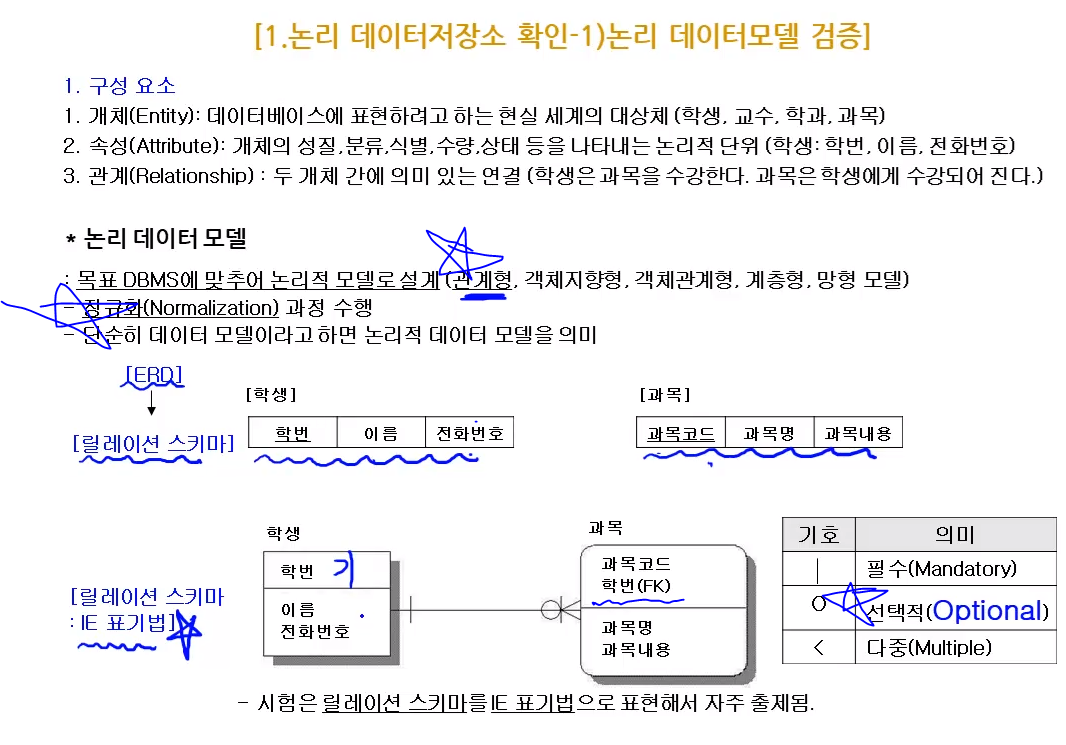 [1.논리 데이터저장소 확인-1)논리 데이터모델 검증]
1. 구성 요소
1. 개체(Entity): 데이터베이스에 표현하려고 하는 현실 세계의 대상체 (학생, 교수, 학과, 과목)
2. 속성(Attribute): 개체의 성질,분류,식별,수량,상태 등을 나타내는 논리적 단위 (학생: 학번, 이름, 전화번호)
3. 관계(Relationship) : 두 개체 간에 의미 있는 연결 (학생은 과목을 수강한다. 과목은 학생에게 수강되어 진다.)
* 논리 데이터 모델
: 목표 DBMS에 맞추어 논리적 모델로 설계 (관계형, 객체지향형, 객체관계형, 계층형, 망형 모델)
- 정규화(Normalization) 과정 수행
- 단순히 데이터 모델이라고 하면 논리적 데이터 모델을 의미
[ERD]
[학생] [과목]
[릴레이션 스키마] 학번 이름 전화번호 과목코드 과목명 과목내용
학생 과목
기호 의미
학번 기
과목코드
학번(FK)
| 필수(Mandatory)
[릴레이션 스키마
: IE 표기법]
이름
전화번호
과목명
과목내용
O 선택적(Optional)
< 다중(Multiple)
- 시험은 릴레이션 스키마를 IE 표기법으로 표현해서 자주 출제됨.